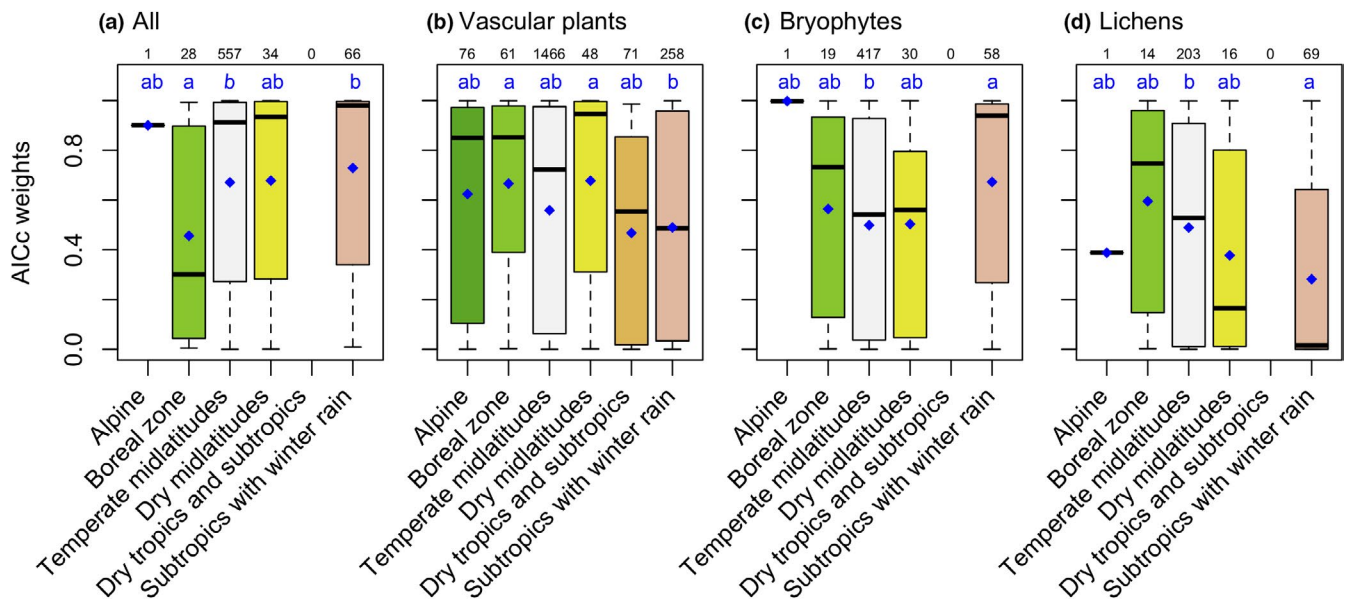 (a) All
1 28 557 34 0 66
ab a b ab b
(b) Vascular plants
76 61 1466 48 71 258
ab a ab a ab b
(c) Bryophytes
1 19 417 30 0 58
ab ab b ab a
(d) Lichens
1 14 203 16 0 69
ab ab b ab a
AICc weights
0.8
0.4
0.0
Alpine
Boreal zone
Temperate midlatitudes
Dry midlatitudes
Dry tropics and subtropics
Subtropics with winter rain
Alpine
Boreal zone
Temperate midlatitudes
Dry midlatitudes
Dry tropics and subtropics
Subtropics with winter rain
Alpine
Boreal zone
Temperate midlatitudes
Dry midlatitudes
Dry tropics and subtropics
Subtropics with winter rain
Alpine
Boreal zone
Temperate midlatitudes
Dry midlatitudes
Dry tropics and subtropics
Subtropics with winter rain